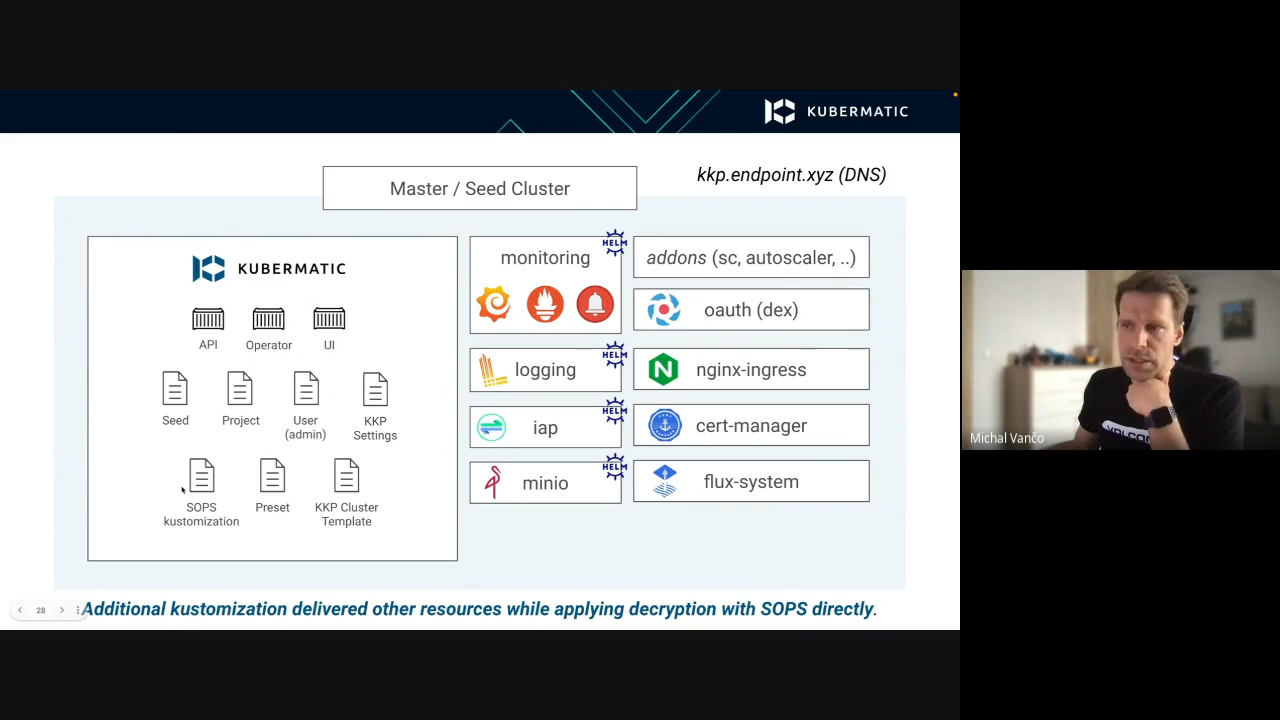 KUBERMATIC
Master / Seed Cluster
kkp.endpoint.xyz (DNS)
KUBERMATIC
API
Operator
UI
Seed
Project
User
(admin)
KKP
Settings
SOPS
kustomization
Preset
KKP Cluster
Template
HELM
monitoring
HELM
logging
HELM
iap
HELM
minio
addons (sc, autoscaler, ..)
oauth (dex)
nginx-ingress
cert-manager
flux-system
28
Additional kustomization delivered other resources while applying decryption with SOPS directly.
Michal Vančo